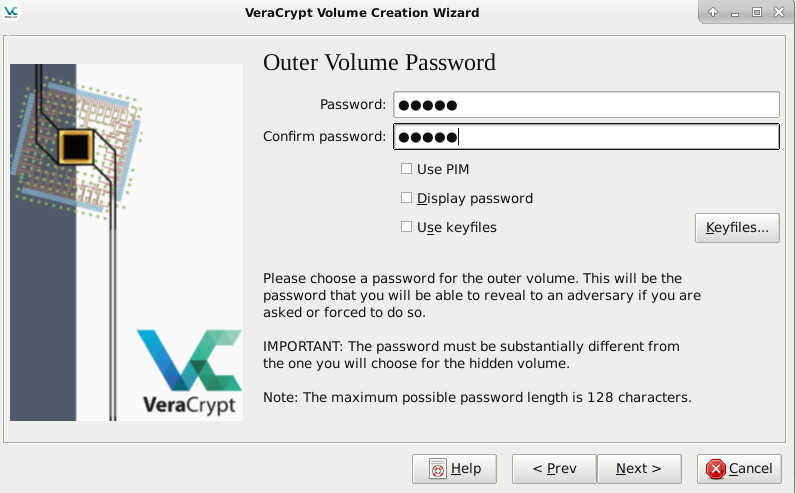 VeraCrypt Volume Creation Wizard
Outer Volume Password
Password: ●●●●●
Confirm password: ●●●●●
Use PIM
Display password
Use keyfiles Keyfiles...
Please choose a password for the outer volume. This will be the
password that you will be able to reveal to an adversary if you are
asked or forced to do so.
IMPORTANT: The password must be substantially different from
the one you will choose for the hidden volume.
Note: The maximum possible password length is 128 characters.
VeraCrypt
Help < Prev Next > Cancel